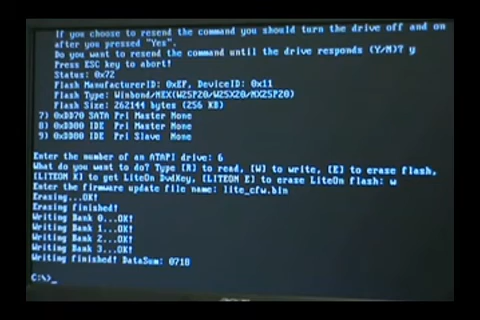 If you choose to resend the command you should turn the drive off and on
after you pressed "Yes".
Do you want to resend the command until the drive responds (Y/N)? y
Press ESC key to abort!
Status: 0x72
Flash ManufacturerID: 0xEF, DeviceID: 0x11
Flash Type: Winbond/NEX(W25P20/W25X20/MX25P20)
Flash Size: 262144 bytes (256 KB)
7) 0xDD70 SATA Pri Master None
8) 0xDD00 IDE Pri Master None
9) 0xDD00 IDE Pri Slave None
Enter the number of an ATAPI drive: 6
What do you want to do? Type [R] to read, [W] to write, [E] to erase flash,
[LITEON K] to get LiteOn DvdKey, [LITEON E] to erase LiteOn flash: w
Enter the firmware update file name: lite_cfw.bin
Erasing...OK!
Erasing finished!
Writing Bank 0...OK!
Writing Bank 1...OK!
Writing Bank 2...OK!
Writing Bank 3...OK!
Writing finished! DataSum: 0718
C:\>_